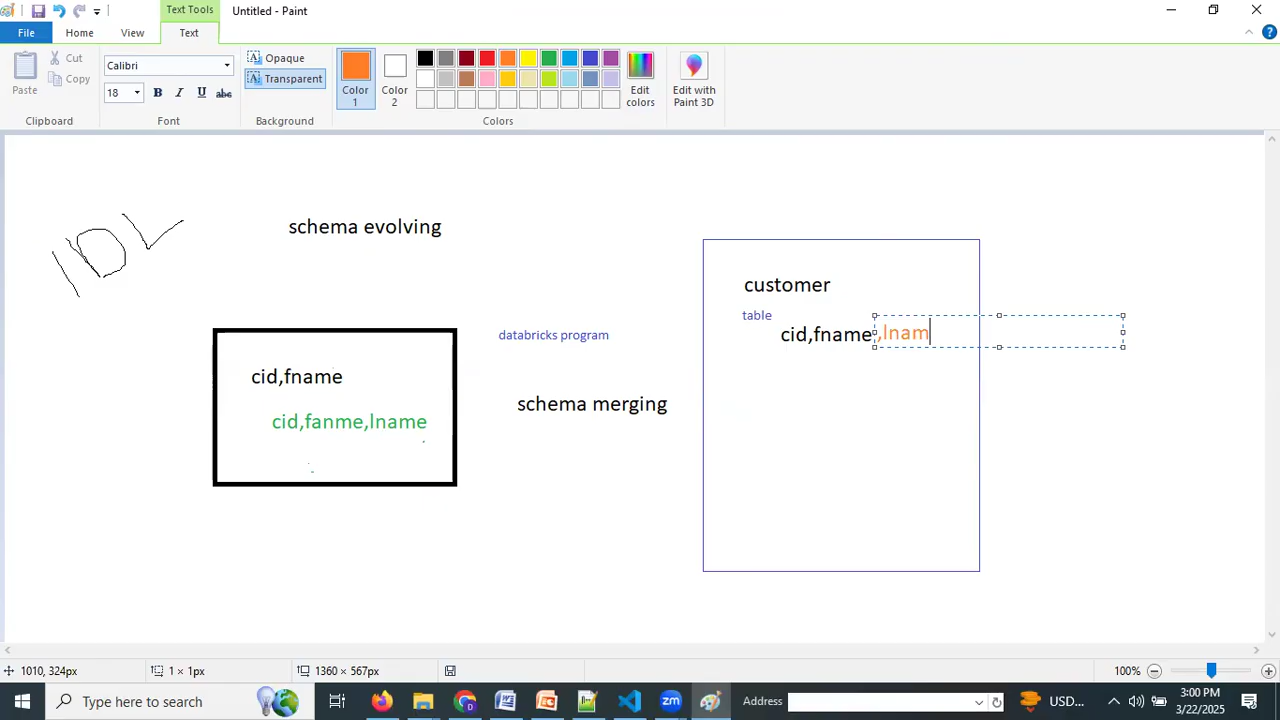 Text Tools
Untitled - Paint
File
Home
View
Text
Paste
Cut
Copy
Clipboard
Calibri
18
B
I
U
abc
Font
Opaque
Transparent
Background
Color 1
Color 2
Edit colors
Colors
Edit with Paint 3D
IDL
schema evolving
customer
table
cid,fname
,lnam
databricks program
cid,fname
schema merging
cid,fanme,lname
1010, 324px
1 × 1px
1360 × 567px
100%
Type here to search
Address
USD...
3:00 PM
3/22/2025